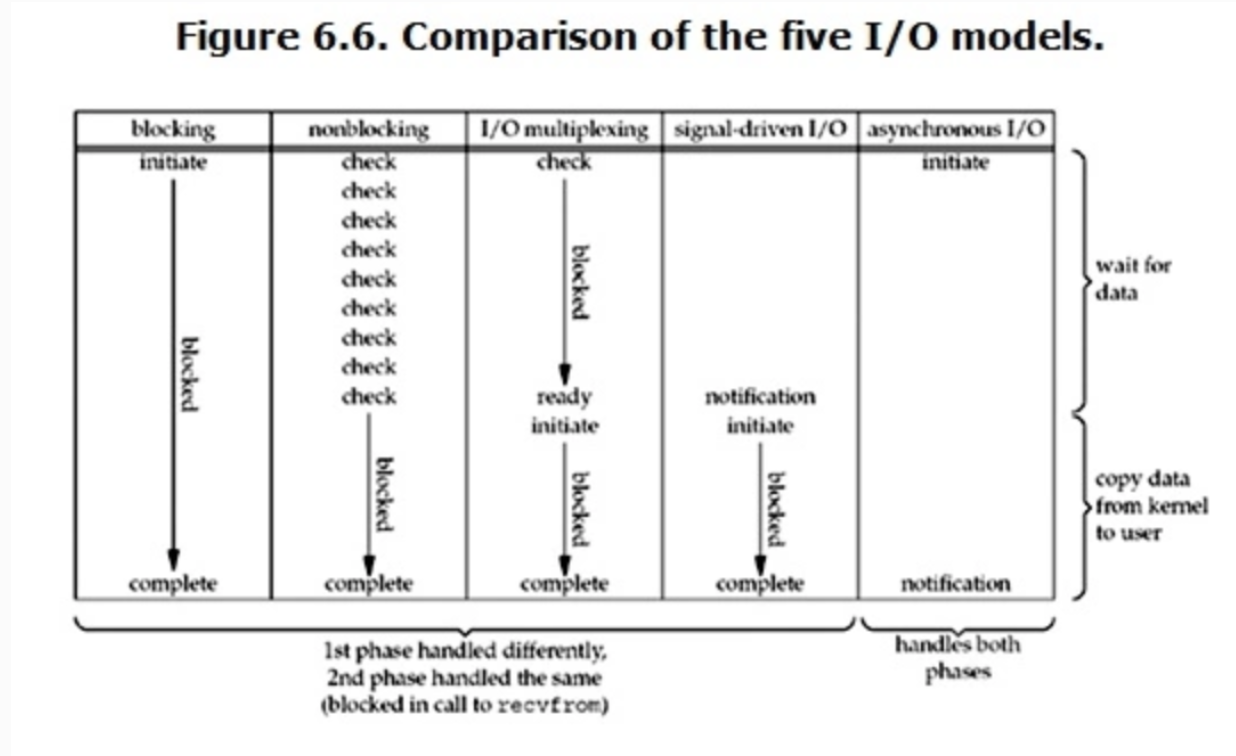 Figure 6.6. Comparison of the five I/O models.
blocking nonblocking I/O multiplexing signal-driven I/O asynchronous I/O
initiate check check initiate
check
check
check
check
check
check
check
check ready notification
initiate initiate
blocked
blocked
blocked
blocked
blocked
complete complete complete complete notification
wait for
data
copy data
from kernel
to user
1st phase handled differently,
2nd phase handled the same
(blocked in call to recvfrom)
handles both
phases